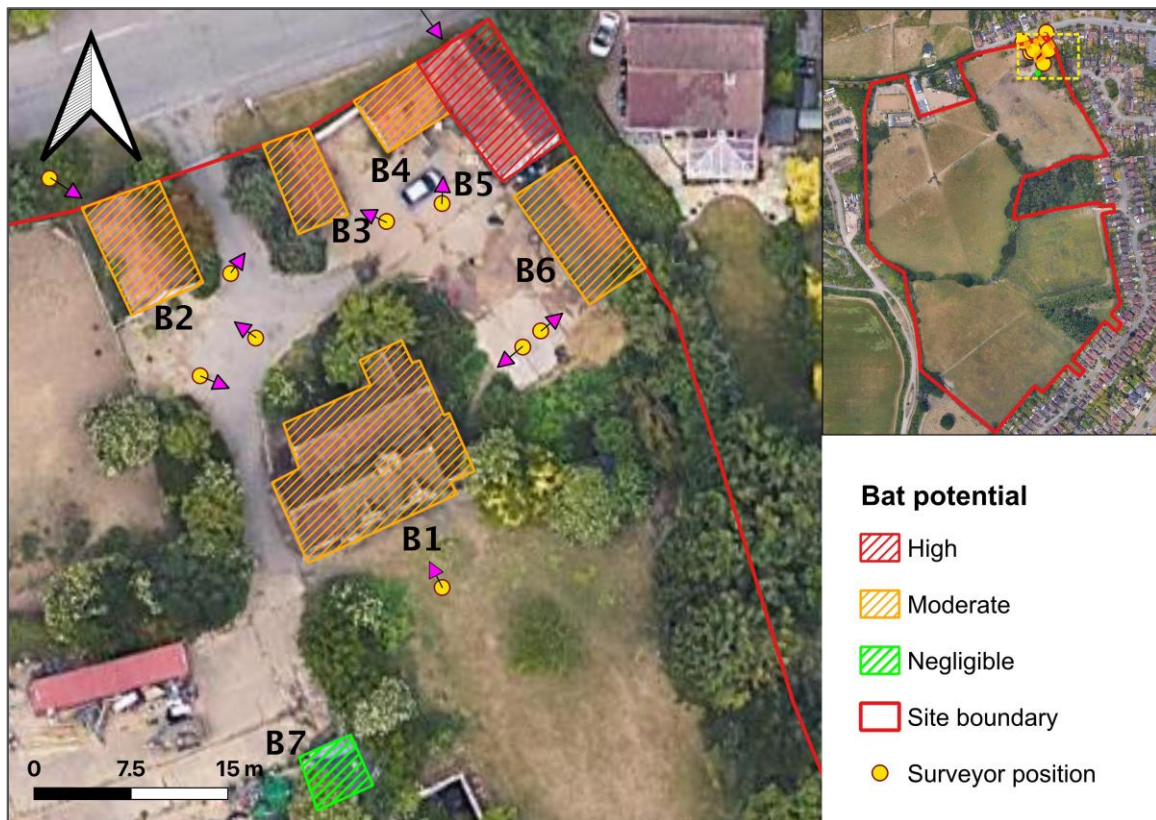 B4
B5
B3
B6
B2
B1
B7
0 7.5 15 m
Bat potential
High
Moderate
Negligible
Site boundary
Surveyor position